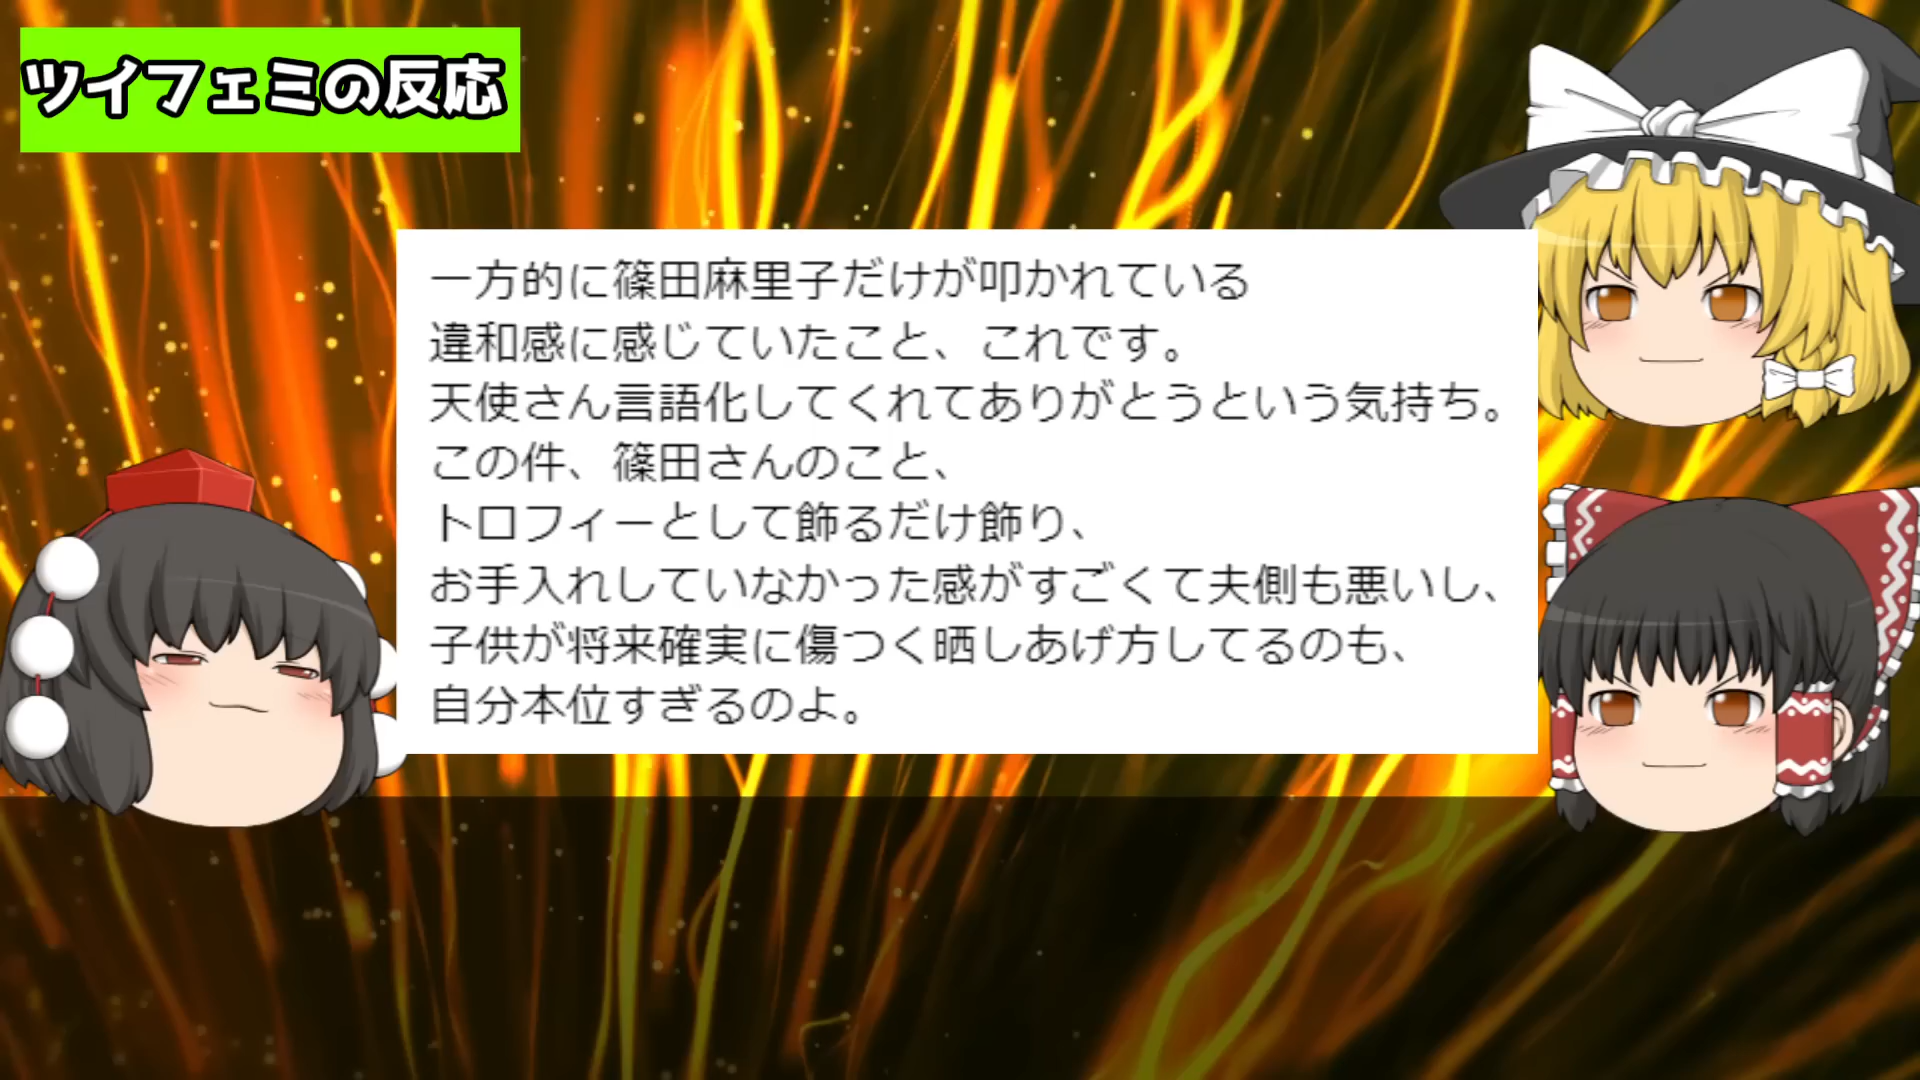 ツイフェミの反応
一方的に篠田麻里子だけが叩かれている
違和感に感じていたこと、これです。
天使さん言語化してくれてありがとうという気持ち。
この件、篠田さんのこと、
トロフィーとして飾るだけ飾り、
お手入れしていなかった感がすごくて夫側も悪いし、
子供が将来確実に傷つく晒しあげ方してるのも、
自分本位すぎるのよ。